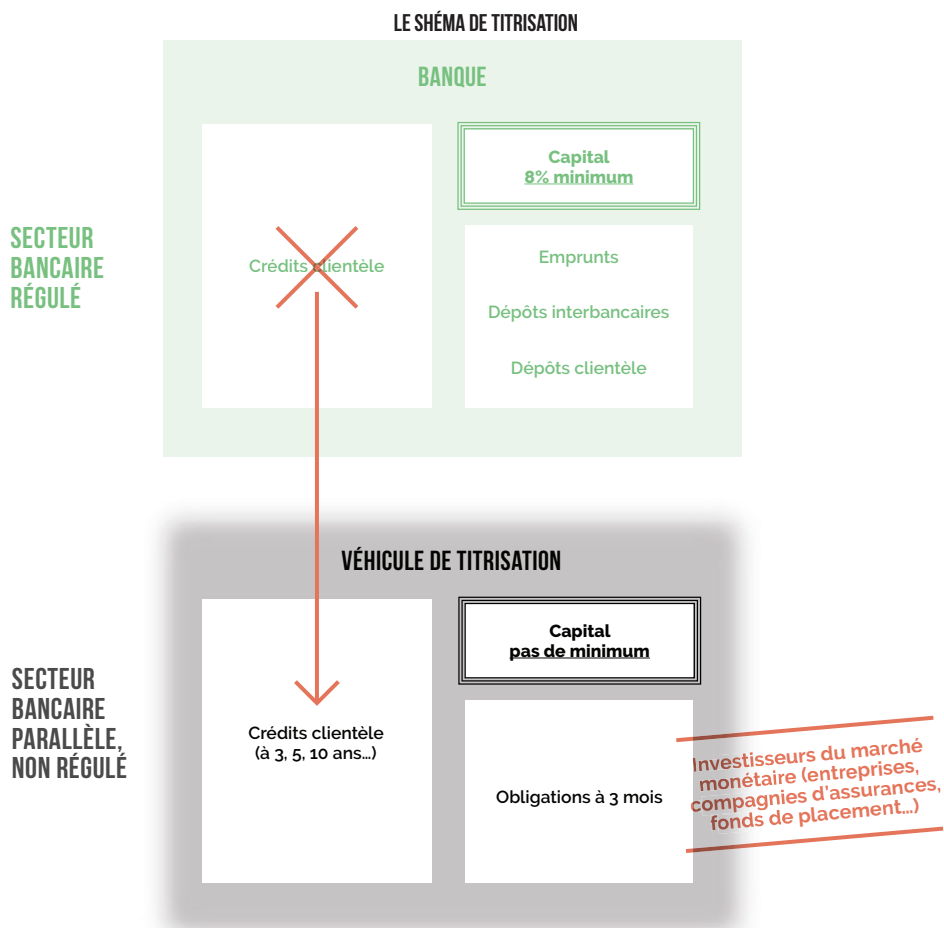 LE SHÉMA DE TITRISATION
BANQUE
SECTEUR
BANCAIRE
RÉGULÉ
Crédits clientèle
Capital
8% minimum
Emprunts
Dépôts interbancaires
Dépôts clientèle
VÉHICULE DE TITRISATION
SECTEUR
BANCAIRE
PARALLÈLE,
NON RÉGULÉ
Crédits clientèle
(à 3, 5, 10 ans...)
Capital
pas de minimum
Obligations à 3 mois
Investisseurs du marché
monétaire (entreprises,
compagnies d'assurances,
fonds de placement...)